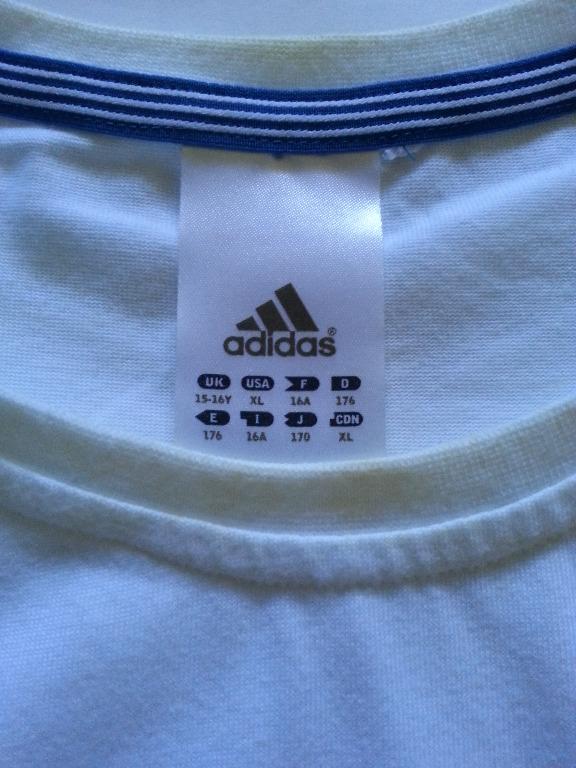 adidas®
UK USA F D
15-16Y XL 16A 176
E I J CDN
176 16A 170 XL